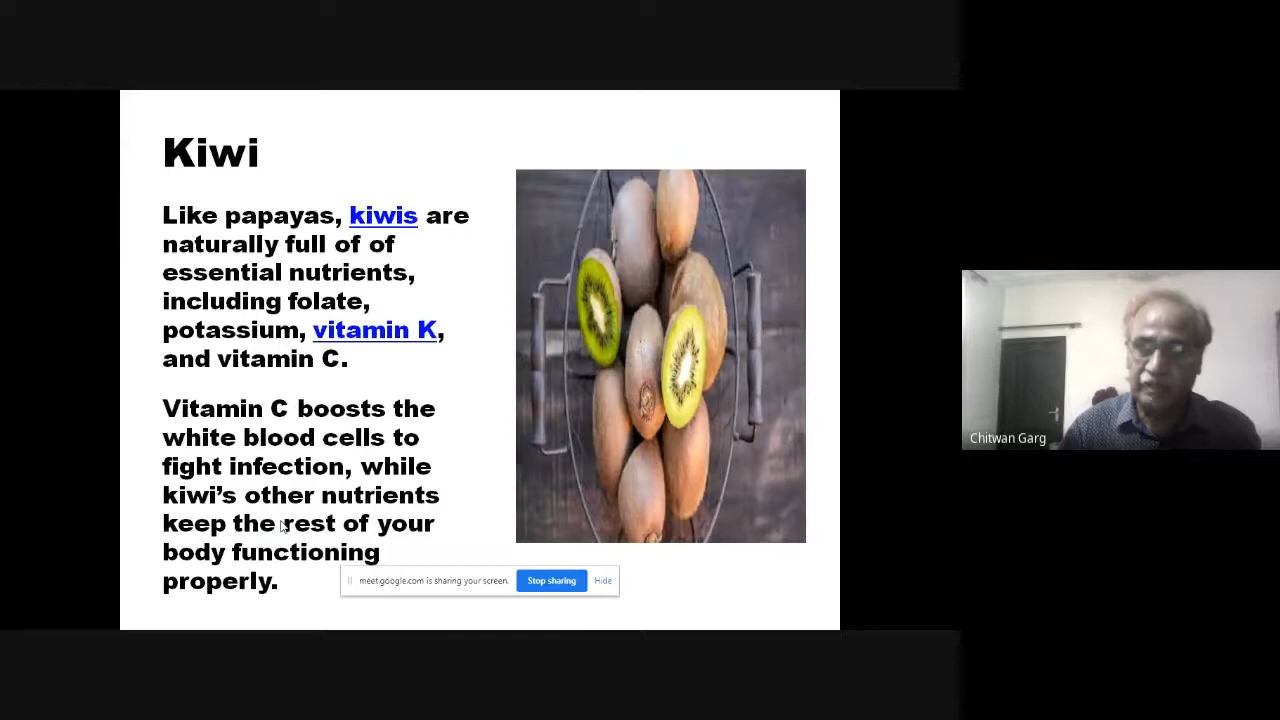 Kiwi
Like papayas, kiwis are
naturally full of of
essential nutrients,
including folate,
potassium, vitamin K,
and vitamin C.
Vitamin C boosts the
white blood cells to
fight infection, while
kiwi's other nutrients
keep the rest of your
body functioning
properly.
meet.google.com is sharing your screen.
Stop sharing
Hide
Chitwan Garg